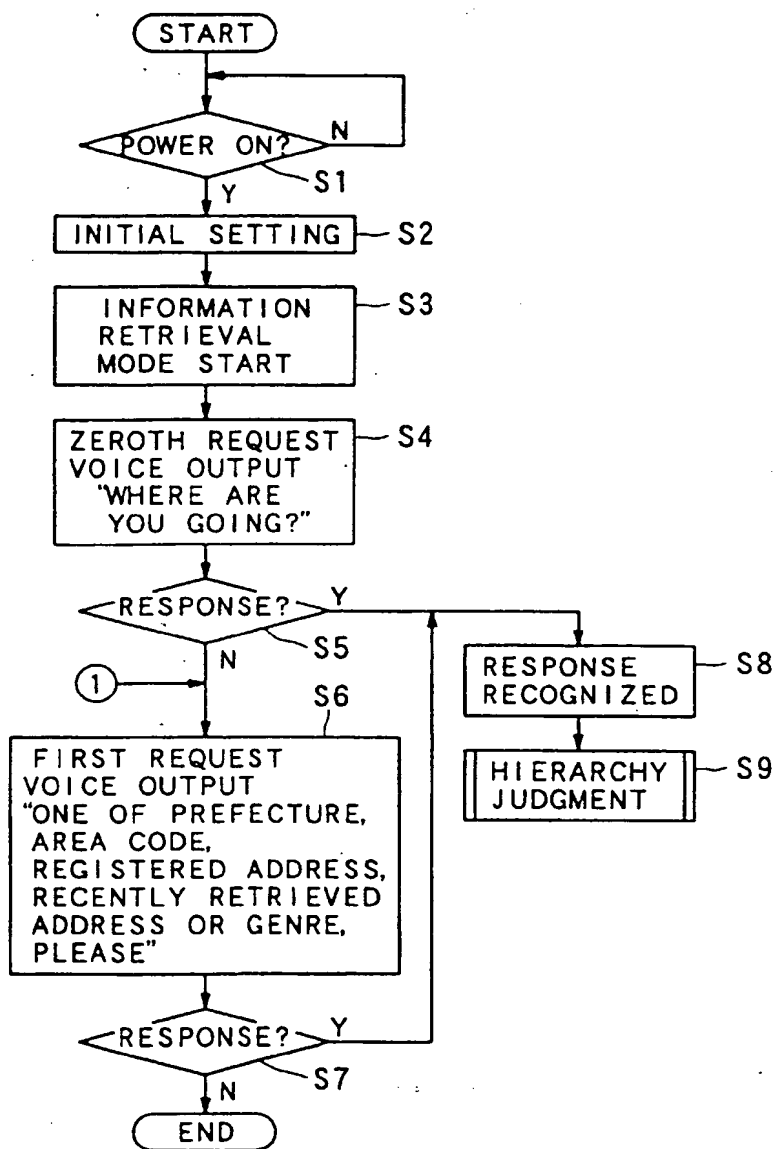 START
POWER ON?
N
S1
Y
INITIAL SETTING
S2
INFORMATION
RETRIEVAL
MODE START
S3
ZEROTH REQUEST
VOICE OUTPUT
"WHERE ARE
YOU GOING?"
S4
RESPONSE?
Y
S5
N
1
S6
FIRST REQUEST
VOICE OUTPUT
"ONE OF PREFECTURE,
AREA CODE,
REGISTERED ADDRESS,
RECENTLY RETRIEVED
ADDRESS OR GENRE,
PLEASE"
RESPONSE?
Y
S7
N
END
RESPONSE
RECOGNIZED
S8
HIERARCHY
JUDGMENT
S9